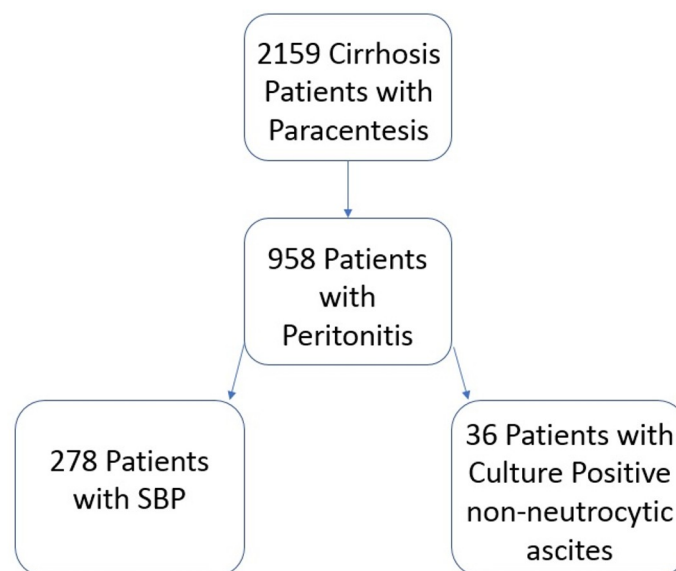 2159 Cirrhosis
Patients with
Paracentesis
958 Patients
with
Peritonitis
278 Patients
with SBP
36 Patients with
Culture Positive
non-neutrocytic
ascites